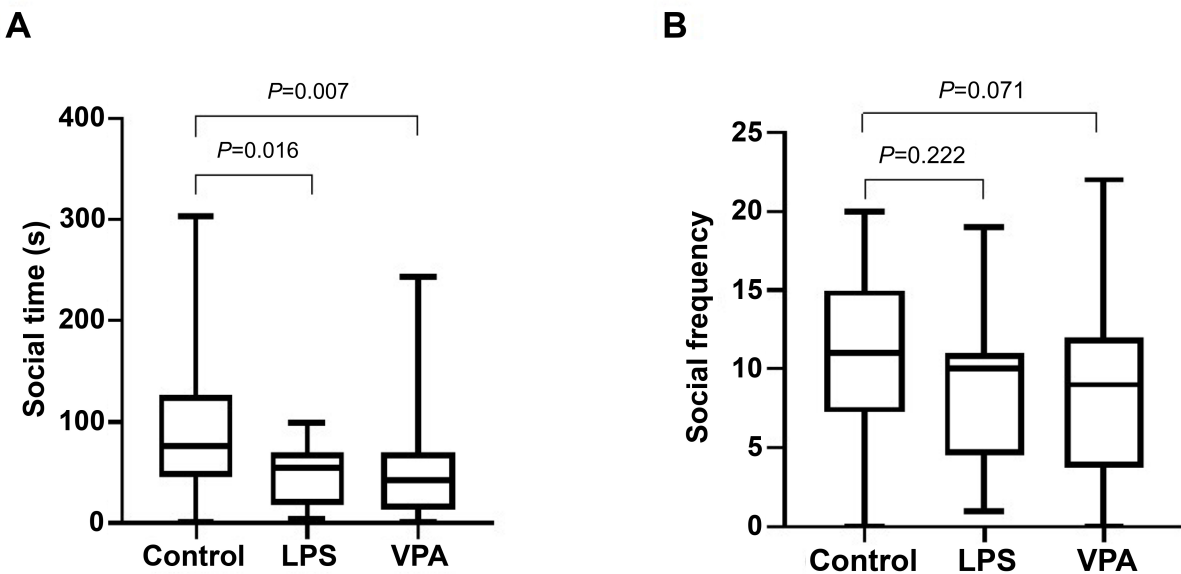 A
B
P=0.007
P=0.016
400
300
200
100
0
Social time (s)
Control LPS VPA
P=0.071
P=0.222
25
20
15
10
5
0
Social frequency
Control LPS VPA